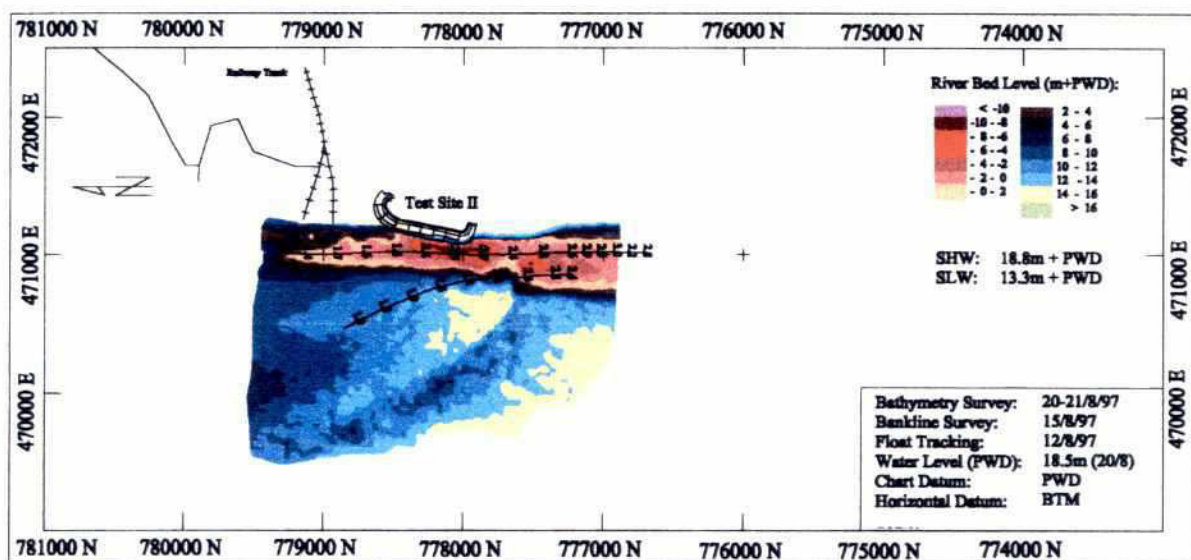 781000 N 780000 N 779000 N 778000 N 777000 N 776000 N 775000 N 774000 N
Railway Track
River Bed Level (m+PWD):
< -10
-10 - -8
- 8 - -6
- 6 - -4
- 4 - -2
- 2 - 0
- 0 - 2
2 - 4
4 - 6
6 - 8
8 - 10
10 - 12
12 - 14
14 - 16
> 16
472000 E
472000 E
N
Test Site II
471000 E
471000 E
SHW: 18.8m + PWD
SLW: 13.3m + PWD
470000 E
470000 E
Bathymetry Survey: 20-21/8/97
Bankline Survey: 15/8/97
Float Tracking: 12/8/97
Water Level (PWD): 18.5m (20/8)
Chart Datum: PWD
Horizontal Datum: BTM
781000 N 780000 N 779000 N 778000 N 777000 N 776000 N 775000 N 774000 N